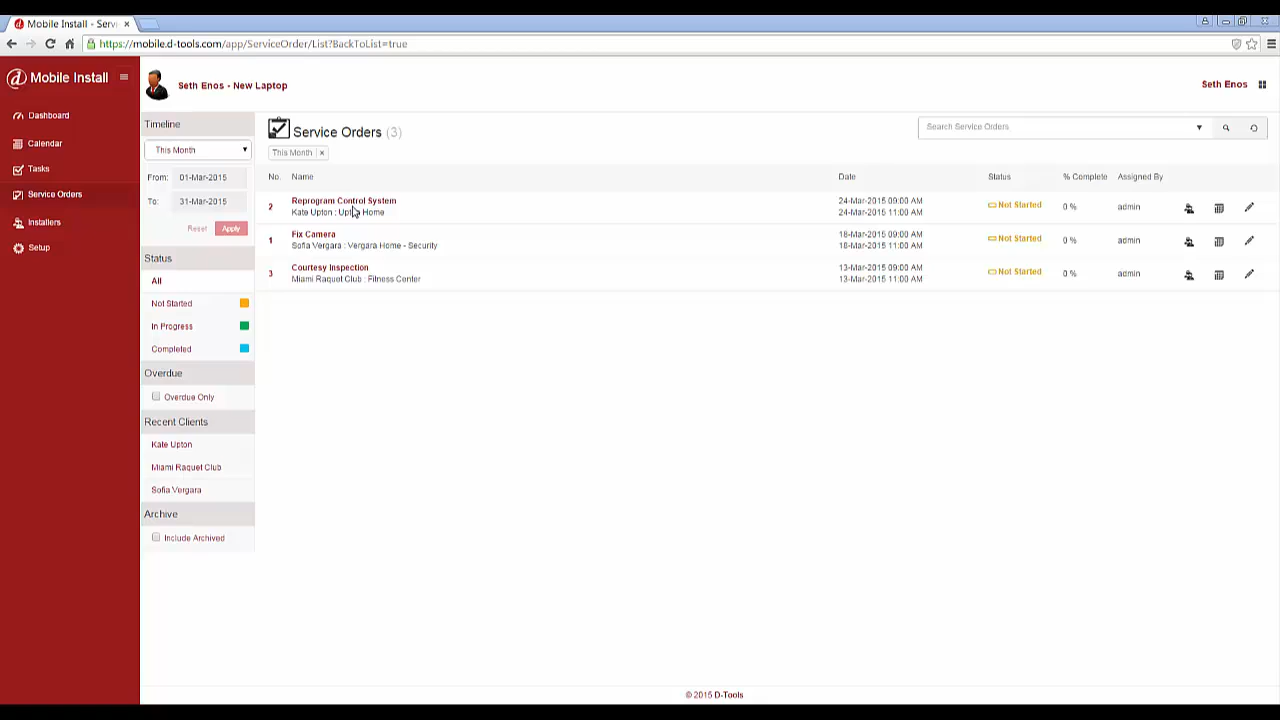 Mobile Install - Servi
https://mobile.d-tools.com/app/ServiceOrder/List?BackToList=true
d Mobile Install
Dashboard
Calendar
Tasks
Service Orders
Installers
Setup
Seth Enos - New Laptop
Seth Enos
Timeline
This Month
From: 01-Mar-2015
To: 31-Mar-2015
Reset Apply
Status
All
Not Started
In Progress
Completed
Overdue
Overdue Only
Recent Clients
Kate Upton
Miami Raquet Club
Sofia Vergara
Archive
Include Archived
Service Orders (3)
Search Service Orders
This Month x
No. Name Date Status % Complete Assigned By
2 Reprogram Control System 24-Mar-2015 09:00 AM Not Started 0 % admin
Kate Upton : Upton Home 24-Mar-2015 11:00 AM
1 Fix Camera 18-Mar-2015 09:00 AM Not Started 0 % admin
Sofia Vergara : Vergara Home - Security 18-Mar-2015 11:00 AM
3 Courtesy Inspection 13-Mar-2015 09:00 AM Not Started 0 % admin
Miami Raquet Club : Fitness Center 13-Mar-2015 11:00 AM
© 2015 D-Tools